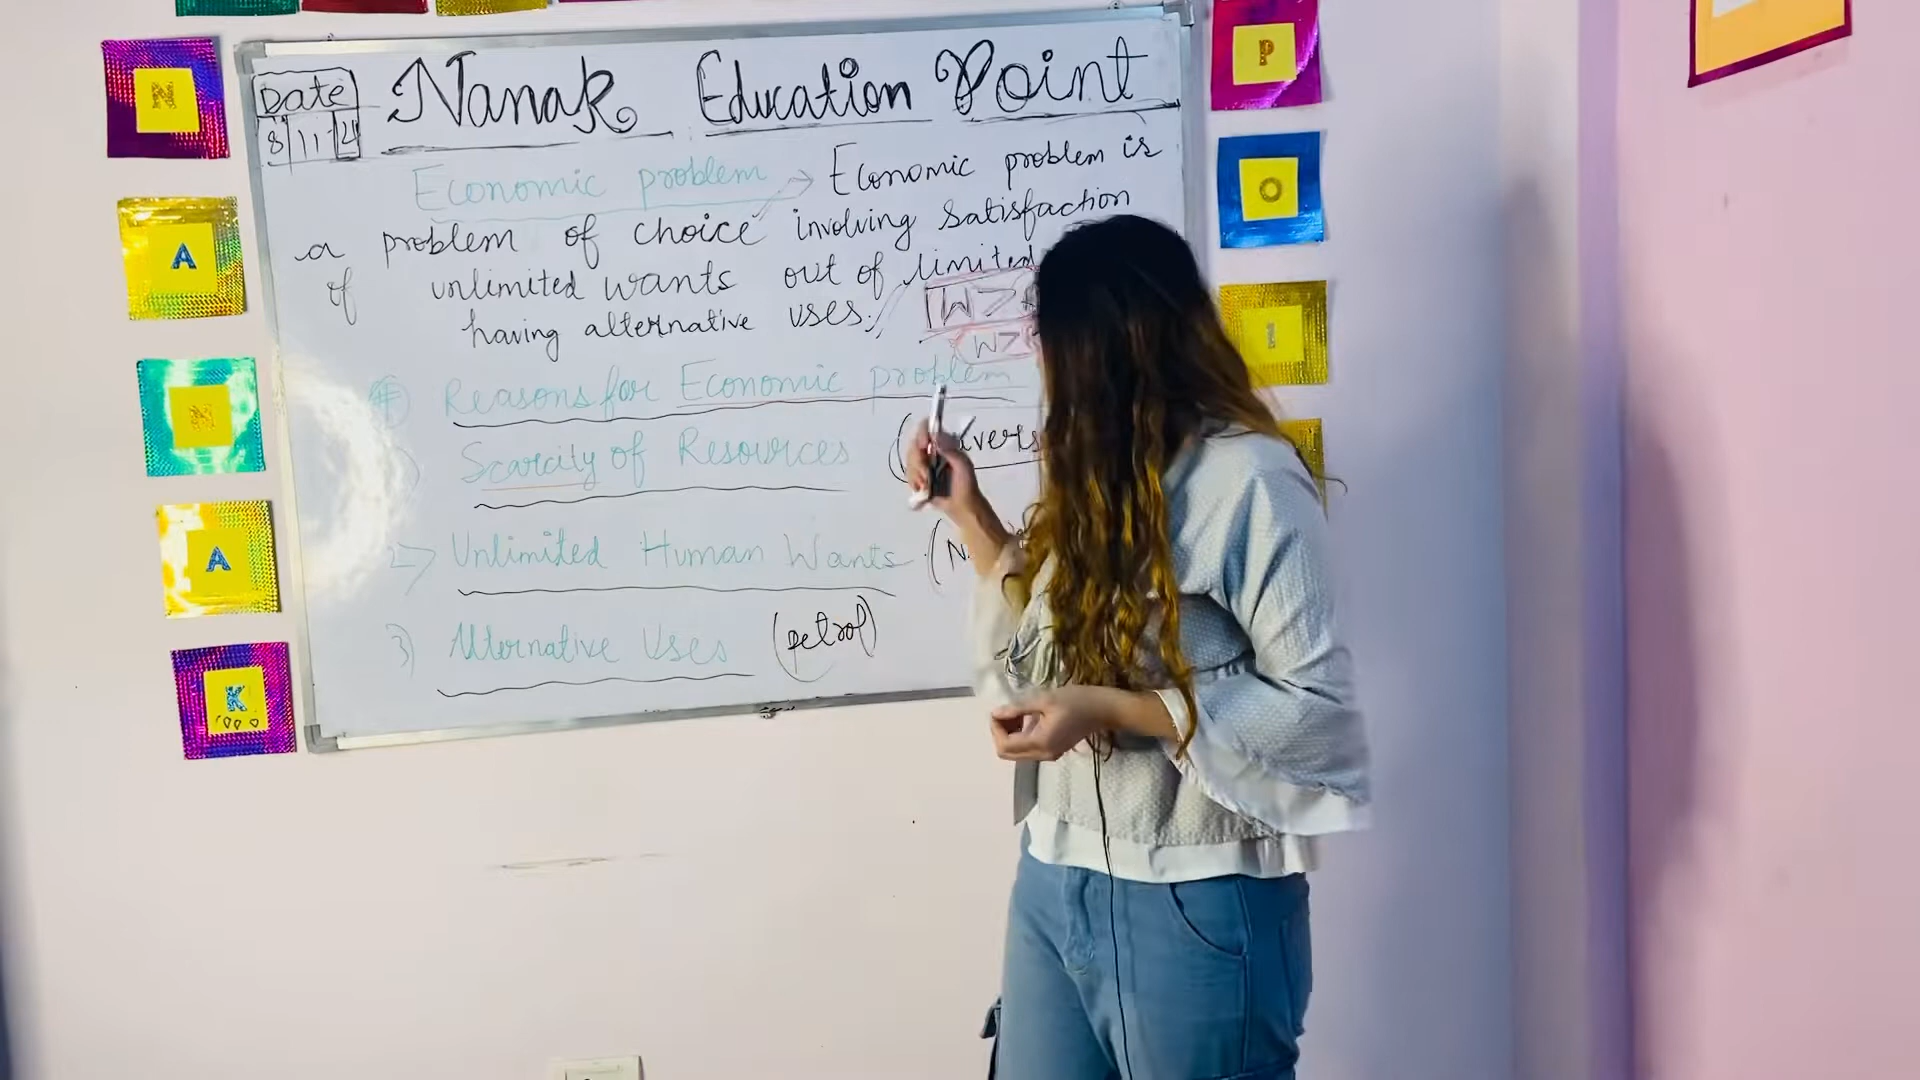 Nanak Education Point
Date
8 11 24
Economic problem → Economic problem is
a problem of choice involving satisfaction
of unlimited wants out of limited
having alternative uses.
W >
W >
Reasons for Economic problem
Scarcity of Resources
2) Unlimited Human Wants (N
3) Alternative Uses (petrol)
N
A
N
A
K
P
O
I